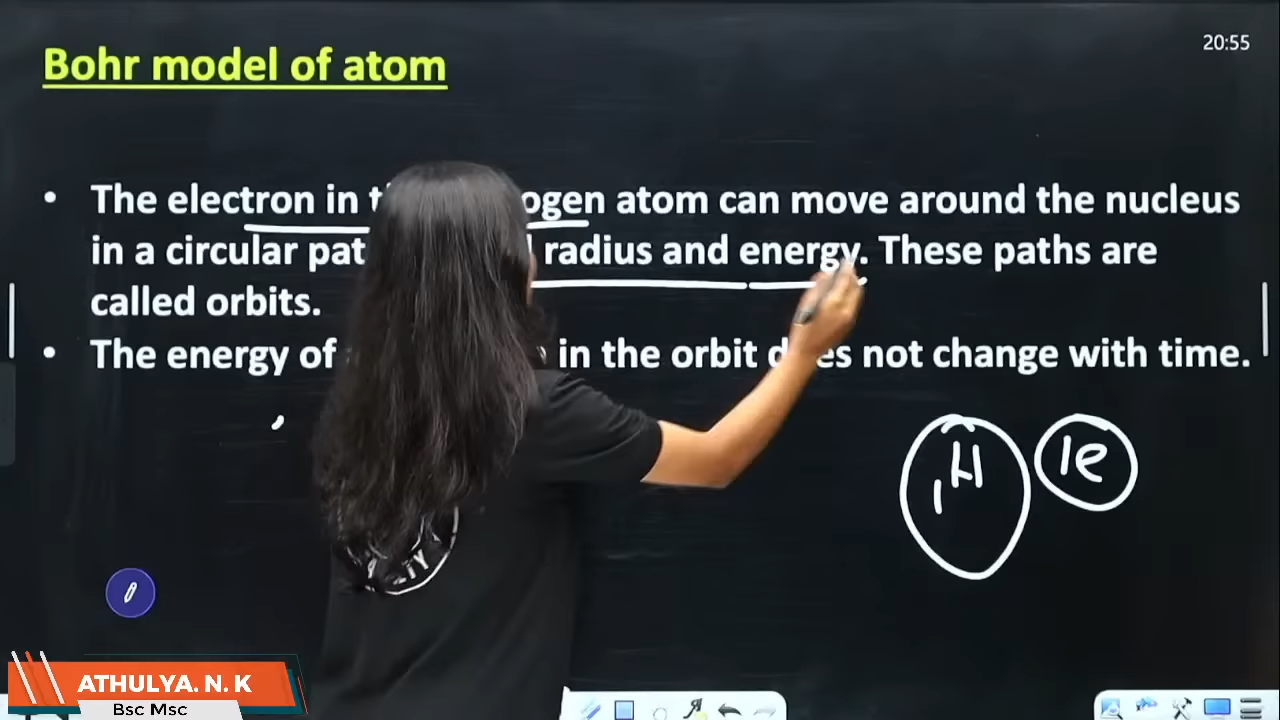 Bohr model of atom
20:55
• The electron in t ogen atom can move around the nucleus
in a circular pat radius and energy. These paths are
called orbits.
• The energy of in the orbit does not change with time.
1H
1e
ATHULYA. N. K
Bsc Msc